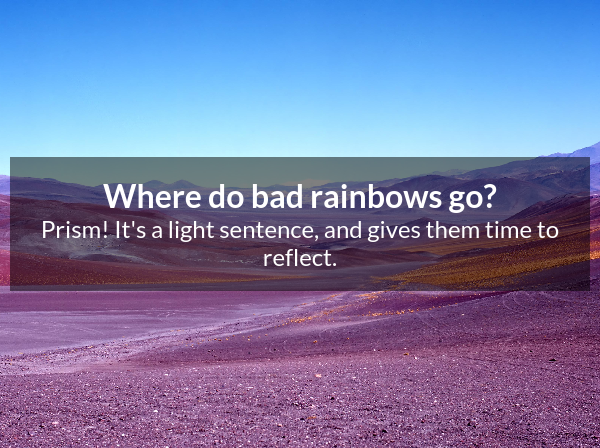 Where do bad rainbows go?
Prism! It's a light sentence, and gives them time to
reflect.